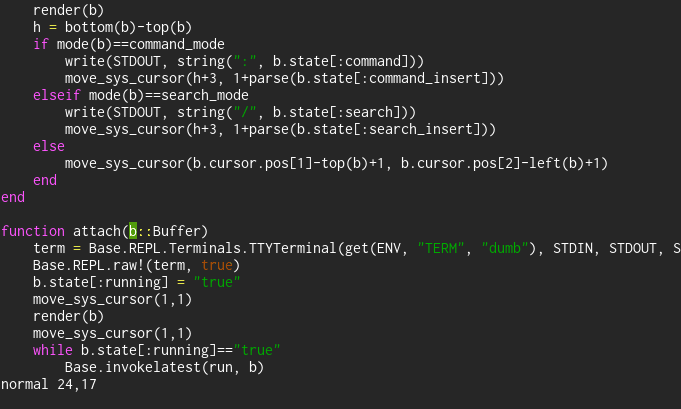 render(b)
    h = bottom(b)-top(b)
    if mode(b)==command_mode
        write(STDOUT, string(":", b.state[:command]))
        move_sys_cursor(h+3, 1+parse(b.state[:command_insert]))
    elseif mode(b)==search_mode
        write(STDOUT, string("/", b.state[:search]))
        move_sys_cursor(h+3, 1+parse(b.state[:search_insert]))
    else
        move_sys_cursor(b.cursor.pos[1]-top(b)+1, b.cursor.pos[2]-left(b)+1)
    end
end

function attach(b::Buffer)
    term = Base.REPL.Terminals.TTYTerminal(get(ENV, "TERM", "dumb"), STDIN, STDOUT, S
    Base.REPL.raw!(term, true)
    b.state[:running] = "true"
    move_sys_cursor(1,1)
    render(b)
    move_sys_cursor(1,1)
    while b.state[:running]=="true"
        Base.invokelatest(run, b)
normal 24,17